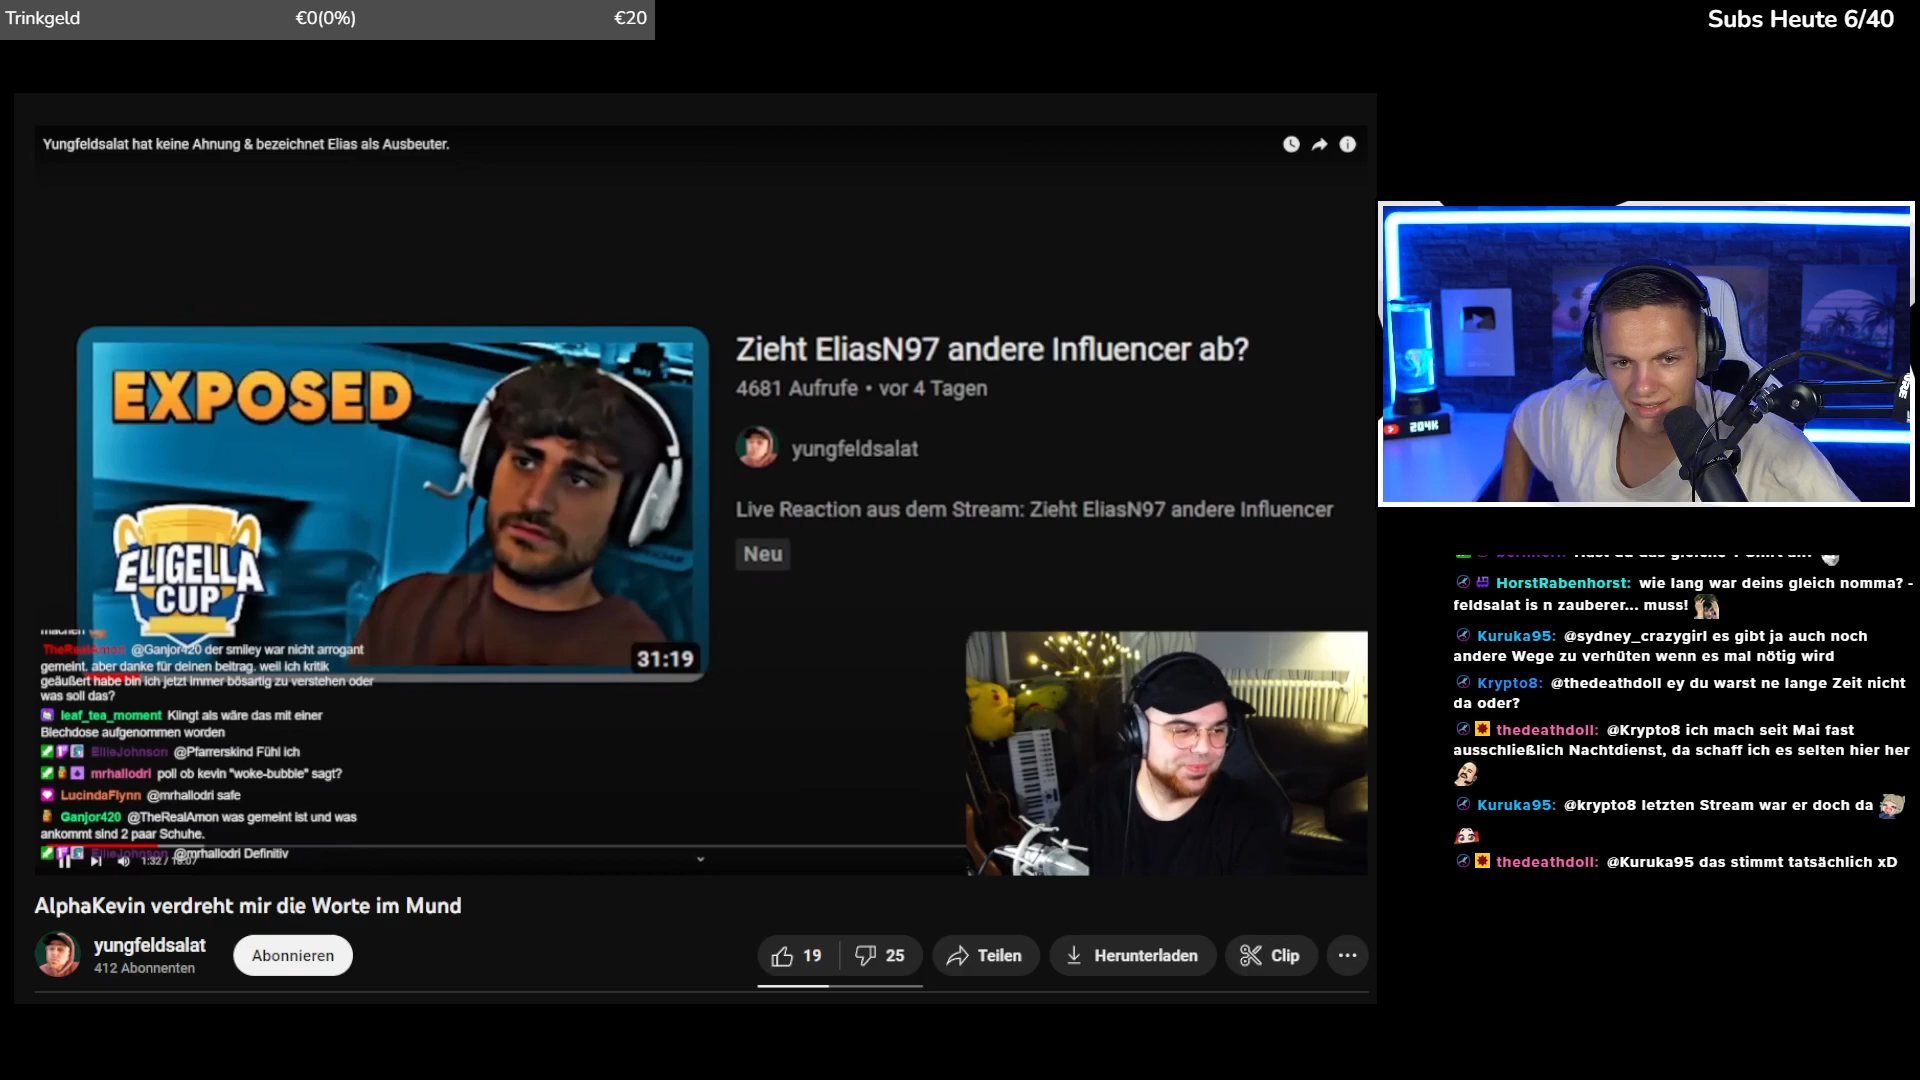 Trinkgeld €0(0%) €20
Subs Heute 6/40
Yungfeldsalat hat keine Ahnung & bezeichnet Elias als Ausbeuter.
EXPOSED
ELIGELLA
CUP
31:19
Zieht EliasN97 andere Influencer ab?
4681 Aufrufe • vor 4 Tagen
yungfeldsalat
Live Reaction aus dem Stream: Zieht EliasN97 andere Influencer
Neu
machen
TheRealAmon @Ganjor420 der smiley war nicht arrogant
gemeint. aber danke für deinen beitrag. weil ich kritik
geäußert habe bin ich jetzt immer bösartig zu verstehen oder
was soll das?
leaf_tea_moment Klingt als wäre das mit einer
Blechdose aufgenommen worden
EllieJohnson @Pfarrerskind Fühl ich
mrhallodri poll ob kevin "woke-bubble" sagt?
LucindaFlynn @mrhallodri safe
Ganjor420 @TheRealAmon was gemeint ist und was
ankommt sind 2 paar Schuhe.
EllieJohnson @mrhallodri Definitiv
1:32 / 18:07
AlphaKevin verdreht mir die Worte im Mund
yungfeldsalat
412 Abonnenten
Abonnieren
19
25
Teilen
Herunterladen
Clip
204K
HorstRabenhorst: wie lang war deins gleich nomma? -
feldsalat is n zauberer... muss!
Kuruka95: @sydney_crazygirl es gibt ja auch noch
andere Wege zu verhüten wenn es mal nötig wird
Krypto8: @thedeathdoll ey du warst ne lange Zeit nicht
da oder?
thedeathdoll: @Krypto8 ich mach seit Mai fast
ausschließlich Nachtdienst, da schaff ich es selten hier her
Kuruka95: @krypto8 letzten Stream war er doch da
thedeathdoll: @Kuruka95 das stimmt tatsächlich xD